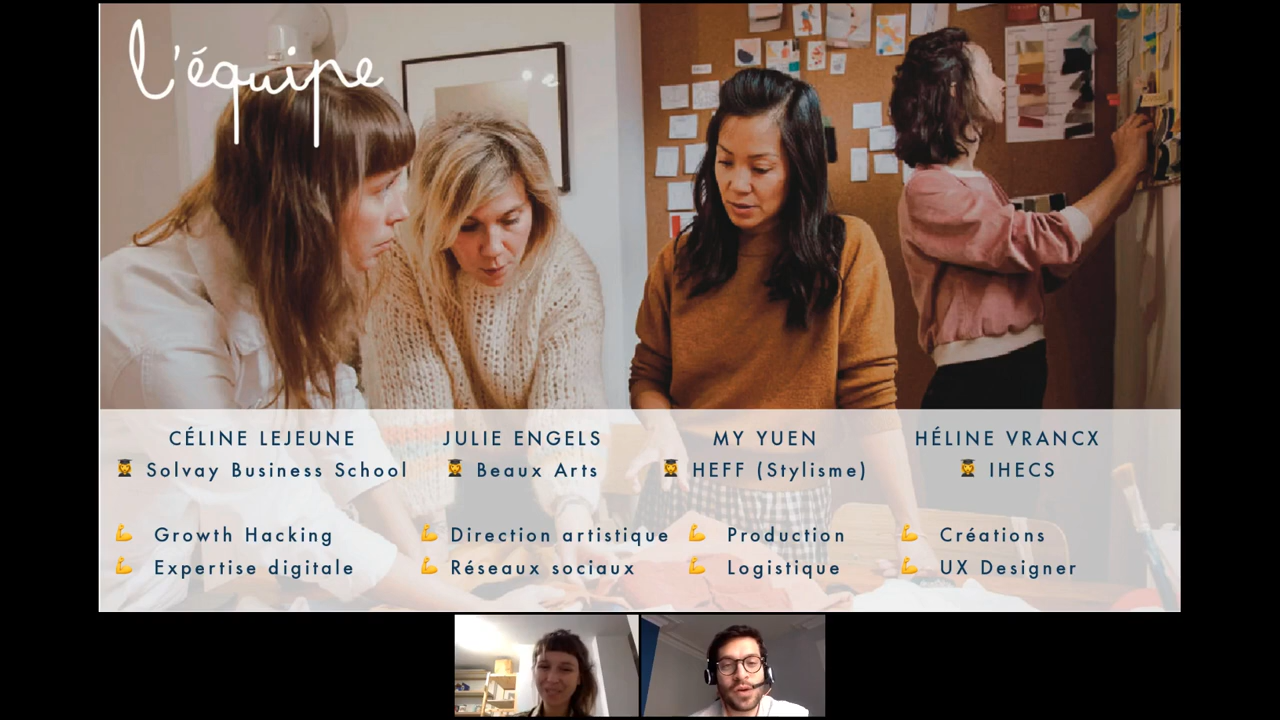 l'équipe
CÉLINE LEJEUNE
Solvay Business School
Growth Hacking
Expertise digitale
JULIE ENGELS
Beaux Arts
Direction artistique
Réseaux sociaux
MY YUEN
HEFF (Stylisme)
Production
Logistique
HÉLINE VRANCX
IHECS
Créations
UX Designer